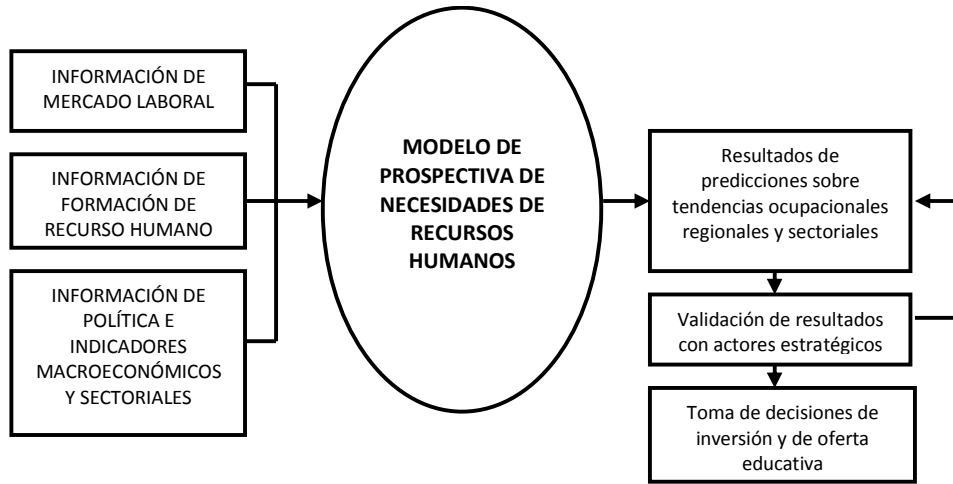 INFORMACIÓN DE
MERCADO LABORAL
INFORMACIÓN DE
FORMACIÓN DE
RECURSO HUMANO
INFORMACIÓN DE
POLÍTICA E
INDICADORES
MACROECONÓMICOS
Y SECTORIALES
MODELO DE
PROSPECTIVA DE
NECESIDADES DE
RECURSOS
HUMANOS
Resultados de
predicciones sobre
tendencias ocupacionales
regionales y sectoriales
Validación de resultados
con actores estratégicos
Toma de decisiones de
inversión y de oferta
educativa